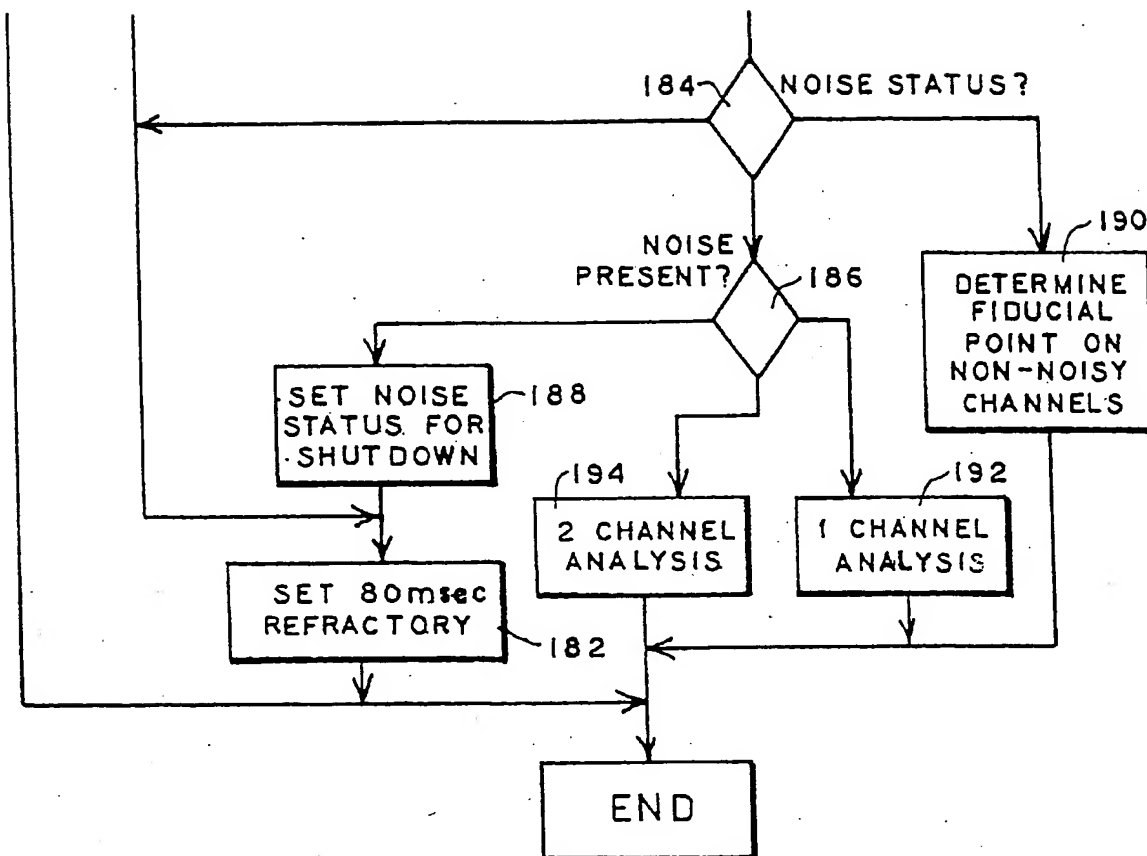 184
NOISE STATUS?
190
NOISE
PRESENT?
186
DETERMINE
FIDUCIAL
POINT ON
NON-NOISY
CHANNELS
SET NOISE
STATUS FOR
SHUTDOWN
188
194
2 CHANNEL
ANALYSIS
192
1 CHANNEL
ANALYSIS
SET 80msec
REFRACTORY
182
END